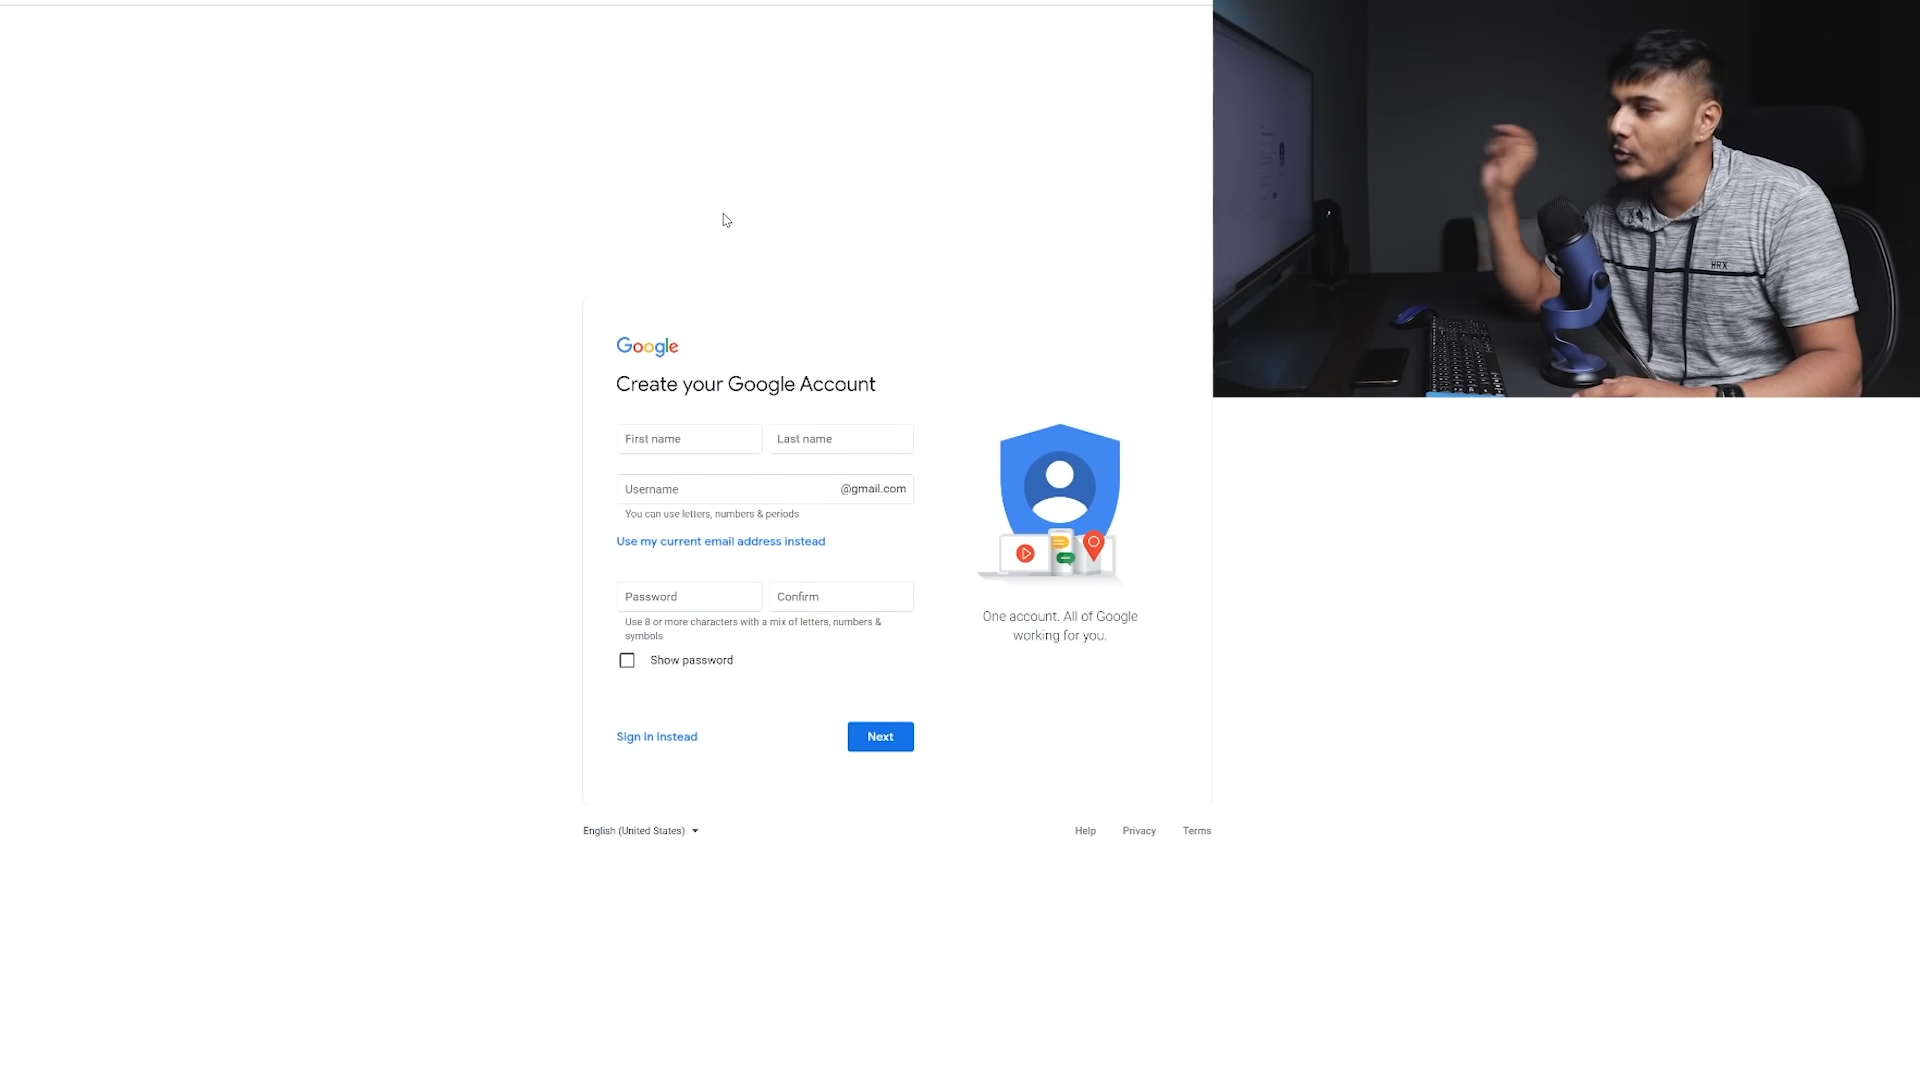 Google
Create your Google Account
First name
Last name
Username
@gmail.com
You can use letters, numbers & periods
Use my current email address instead
Password
Confirm
Use 8 or more characters with a mix of letters, numbers &
symbols
Show password
Sign in instead
Next
One account. All of Google
working for you.
English (United States)
Help
Privacy
Terms
HRX